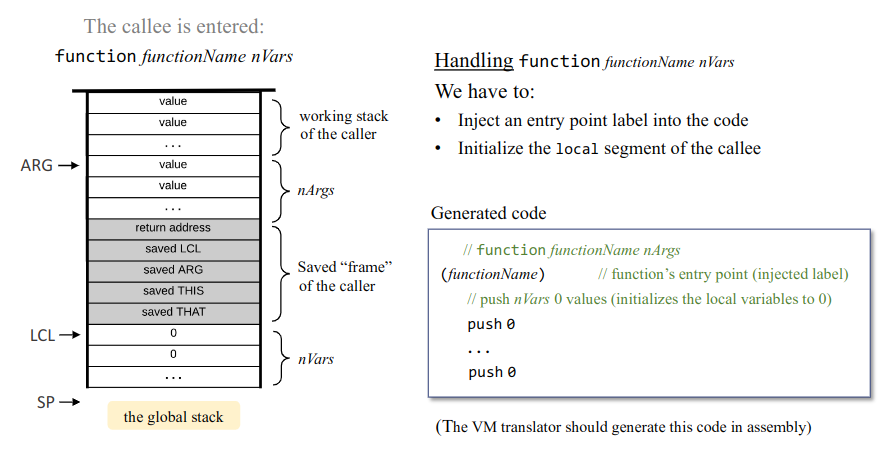 The callee is entered:
function functionName nVars
value
value
...
ARG
value
value
...
return address
saved LCL
saved ARG
saved THIS
saved THAT
LCL
0
0
...
SP
working stack
of the caller
nArgs
Saved “frame”
of the caller
nVars
the global stack
Handling function functionName nVars
We have to:
• Inject an entry point label into the code
• Initialize the local segment of the callee
Generated code
// function functionName nArgs
(functionName) // function’s entry point (injected label)
// push nVars 0 values (initializes the local variables to 0)
push 0
...
push 0
(The VM translator should generate this code in assembly)